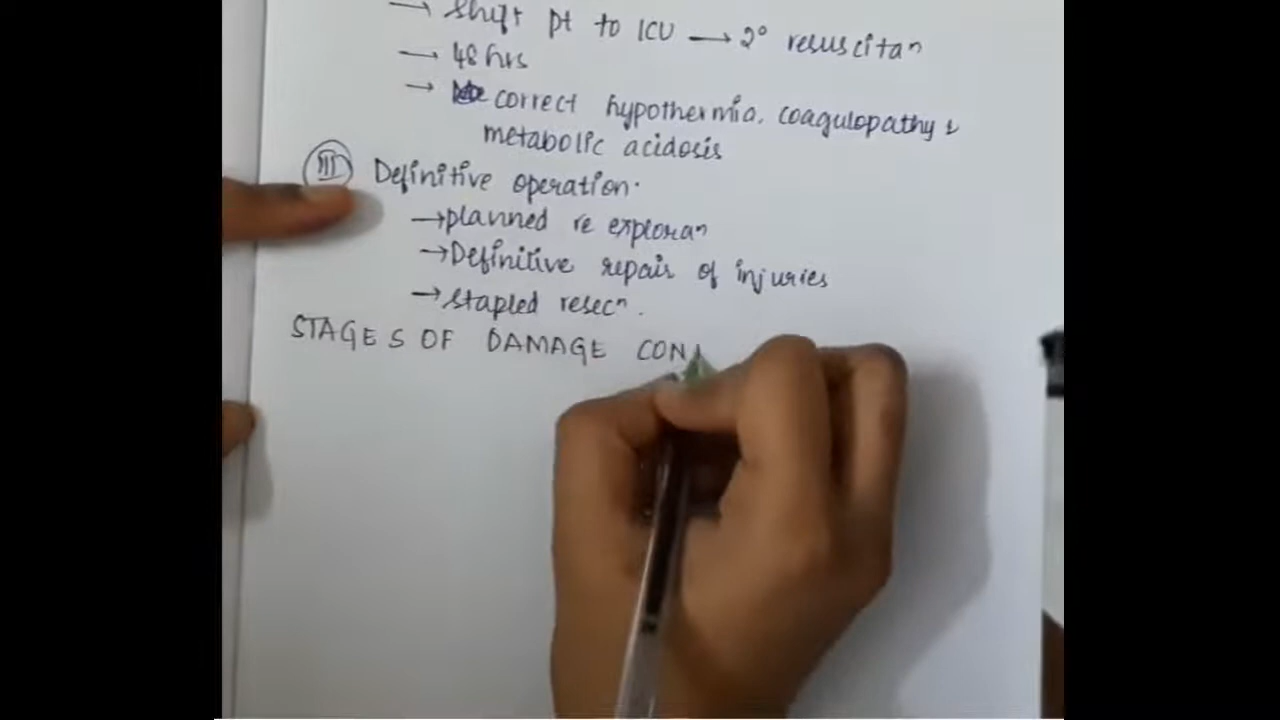 → shift pt to ICU → 2° resuscitaⁿ
→ 48 hrs
→ correct hypothermia, coagulopathy &
metabolic acidosis
III Definitive operation.
→ planned re exploraⁿ
→ Definitive repair of injuries
→ stapled resecⁿ.
STAGES OF DAMAGE CON